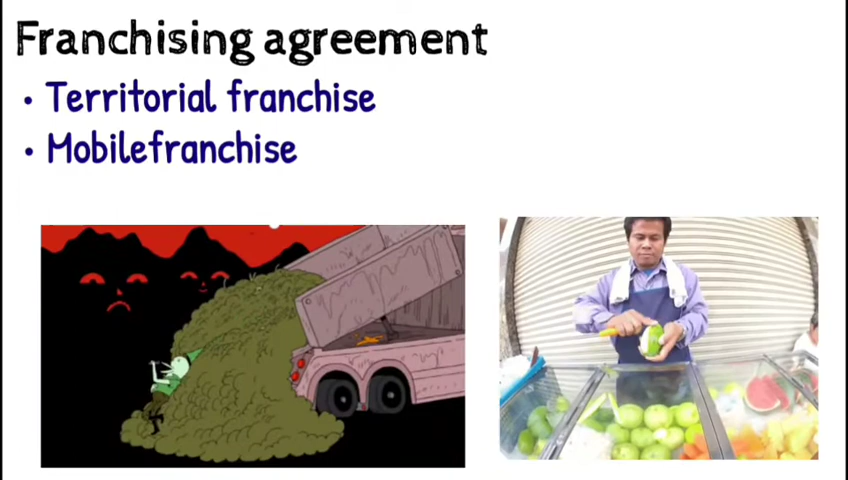 Franchising agreement
• Territorial franchise
• Mobilefranchise